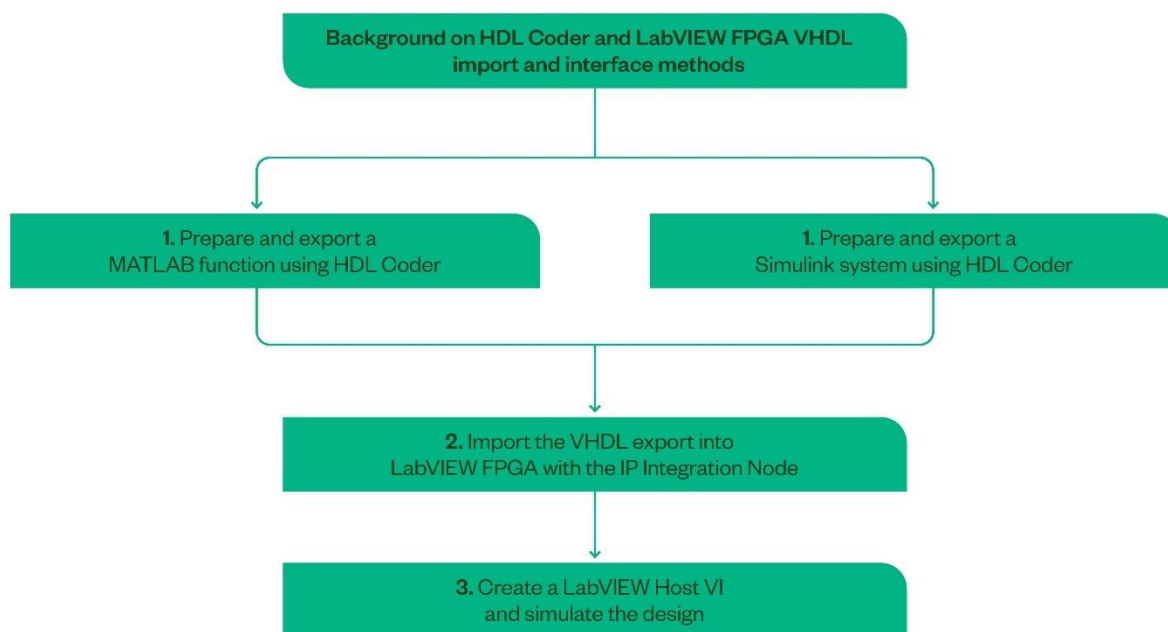 Background on HDL Coder and LabVIEW FPGA VHDL
import and interface methods
1. Prepare and export a
MATLAB function using HDL Coder
1. Prepare and export a
Simulink system using HDL Coder
2. Import the VHDL export into
LabVIEW FPGA with the IP Integration Node
3. Create a LabVIEW Host VI
and simulate the design